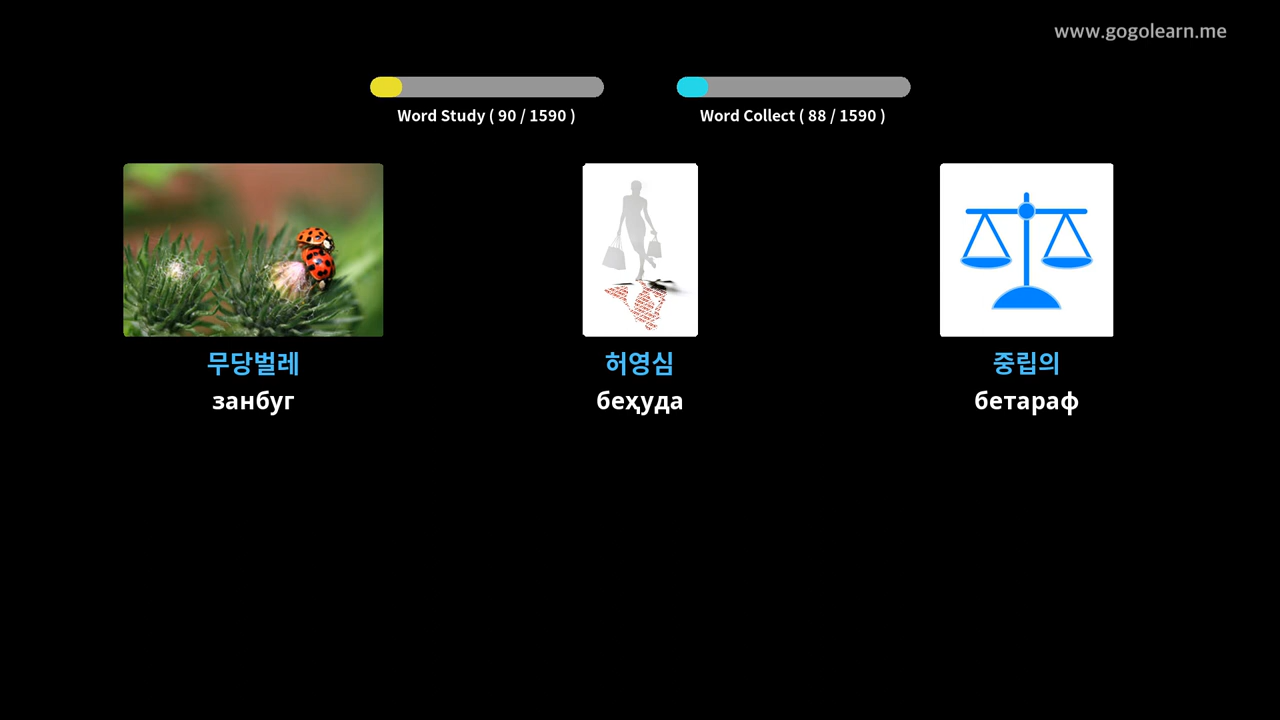 www.gogolearn.me
Word Study ( 90 / 1590 )
Word Collect ( 88 / 1590 )
무당벌레
занбуг
허영심
беҳуда
중립의
бетараф